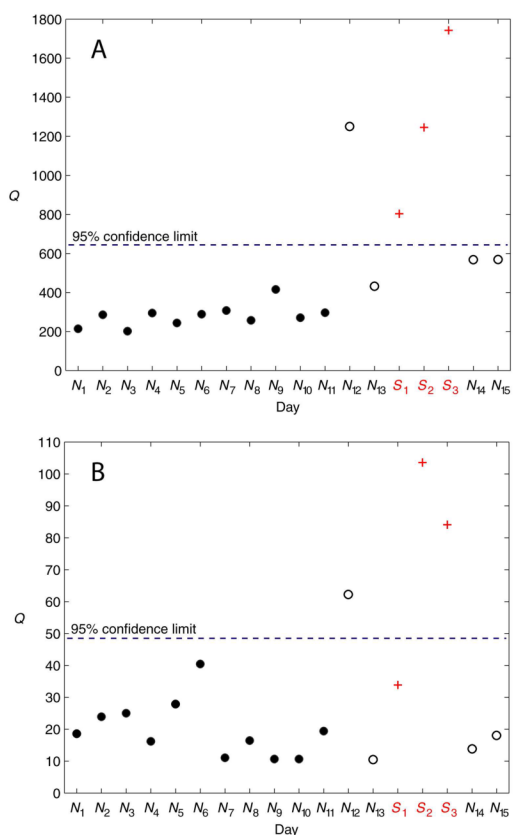 A
1800
1600
1400
1200
1000
800
600
400
200
0
Q
95% confidence limit
N1 N2 N3 N4 N5 N6 N7 N8 N9 N10 N11 N12 N13 S1 S2 S3 N14 N15
Day
B
110
100
90
80
70
60
50
40
30
20
10
0
Q
95% confidence limit
N1 N2 N3 N4 N5 N6 N7 N8 N9 N10 N11 N12 N13 S1 S2 S3 N14 N15
Day